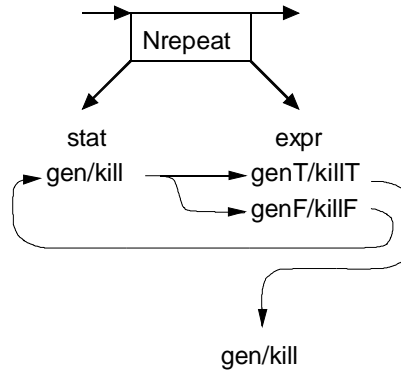 Nrepeat
stat expr
gen/kill genT/killT
genF/killF
gen/kill